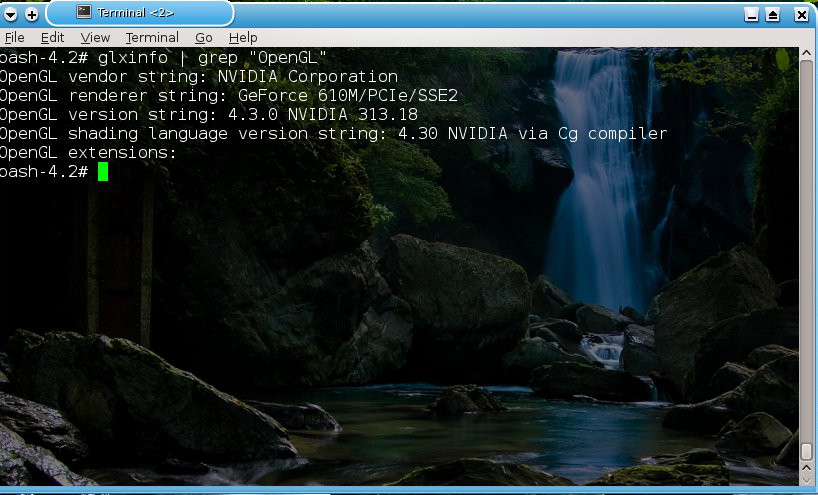 Terminal <2>
File Edit View Terminal Go Help
bash-4.2# glxinfo | grep "OpenGL"
OpenGL vendor string: NVIDIA Corporation
OpenGL renderer string: GeForce 610M/PCIe/SSE2
OpenGL version string: 4.3.0 NVIDIA 313.18
OpenGL shading language version string: 4.30 NVIDIA via Cg compiler
OpenGL extensions:
bash-4.2#